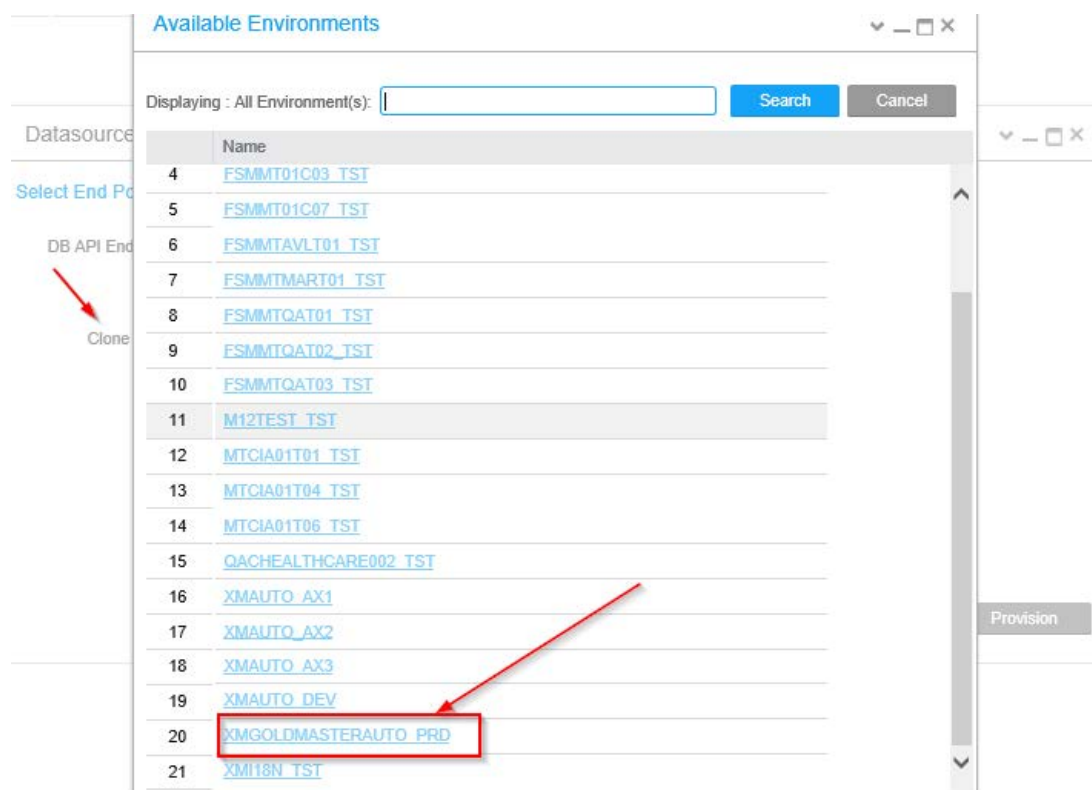 Available Environments
Displaying : All Environment(s):
Search
Cancel
Datasource
Name
4 FSMMT01C03_TST
Select End Po
5 FSMMT01C07_TST
DB API End
6 FSMMTAVLT01_TST
7 FSMMTMART01_TST
8 FSMMTQAT01_TST
Clone
9 FSMMTQAT02_TST
10 FSMMTQAT03_TST
11 M12TEST_TST
12 MTCIA01T01_TST
13 MTCIA01T04_TST
14 MTCIA01T06_TST
15 QACHEALTHCARE002_TST
16 XMAUTO_AX1
17 XMAUTO_AX2
Provision
18 XMAUTO_AX3
19 XMAUTO_DEV
20 XMGOLDMASTERAUTO_PRD
21 XMI18N_TST